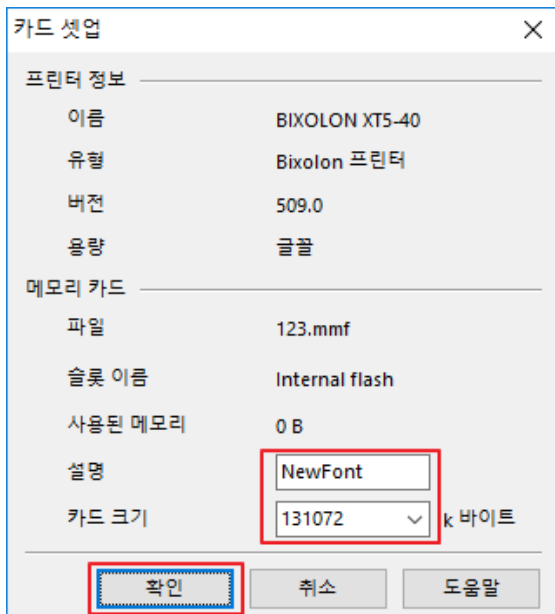 카드 셋업
프린터 정보
이름 BIXOLON XT5-40
유형 Bixolon 프린터
버전 509.0
용량 글꼴
메모리 카드
파일 123.mmf
슬롯 이름 Internal flash
사용된 메모리 0 B
설명 NewFont
카드 크기 131072 k 바이트
확인 취소 도움말